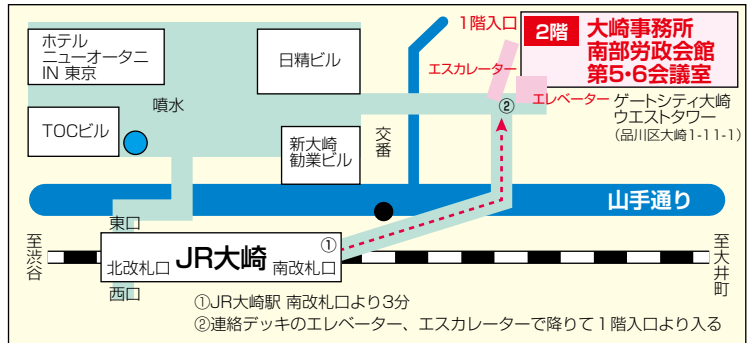 ホテル
ニューオータニ
IN 東京
日精ビル
1階入口
2階
大崎事務所
南部労政会館
第5・6会議室
エスカレーター
エレベーター
ゲートシティ大崎
ウエストタワー
(品川区大崎1-11-1)
②
噴水
TOCビル
新大崎
勧業ビル
交番
山手通り
東口
至渋谷
北改札口
JR大崎
南改札口
①
至大井町
西口
①JR大崎駅 南改札口より3分
②連絡デッキのエレベーター、エスカレーターで降りて1階入口より入る